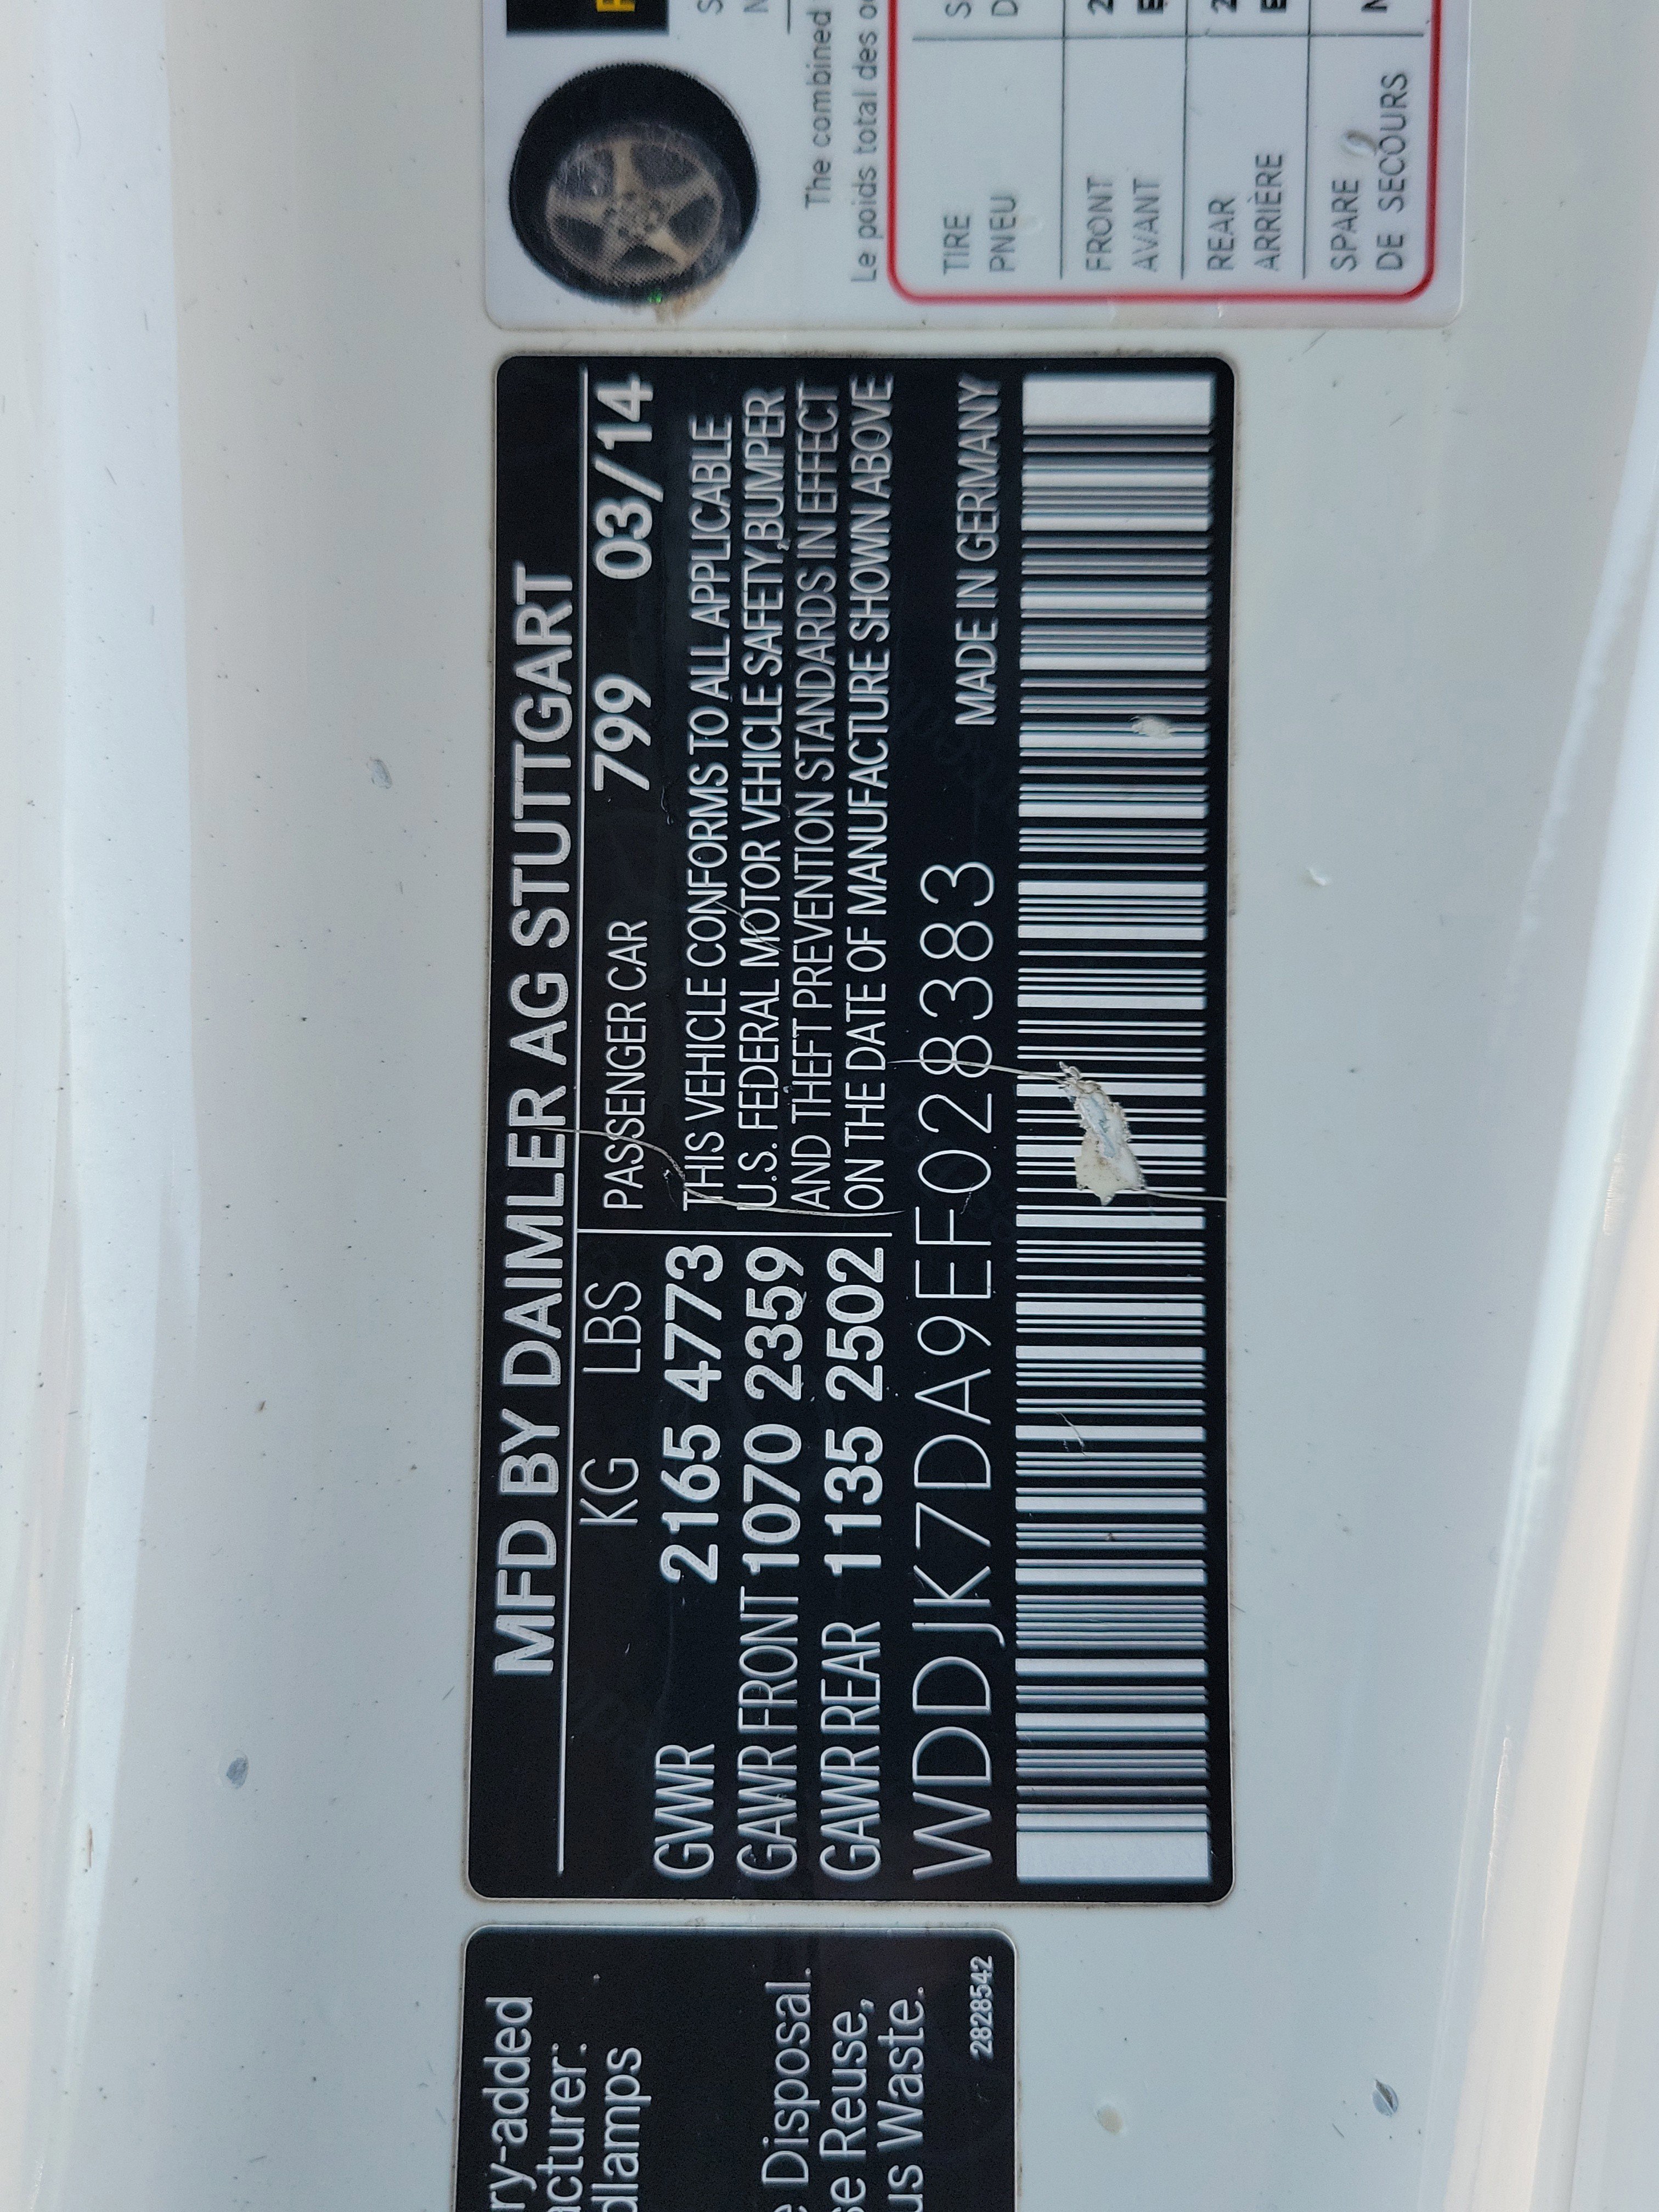 ry-added
acturer:
dlamps
e Disposal.
se Reuse,
us Waste.
2828542
MFD BY DAIMLER AG STUTTGART
KG LBS
GVWR 2165 4773
GAWR FRONT 1070 2359
GAWR REAR 1135 2502
PASSENGER CAR 799 03/14
THIS VEHICLE CONFORMS TO ALL APPLICABLE
U.S. FEDERAL MOTOR VEHICLE SAFETY,BUMPER
AND THEFT PREVENTION STANDARDS IN EFFECT
ON THE DATE OF MANUFACTURE SHOWN ABOVE
MADE IN GERMANY
WDDJK7DA9EF028383
The combined
Le poids total des
TIRE
PNEU
FRONT
AVANT
REAR
ARRIÈRE
SPARE
DE SECOURS